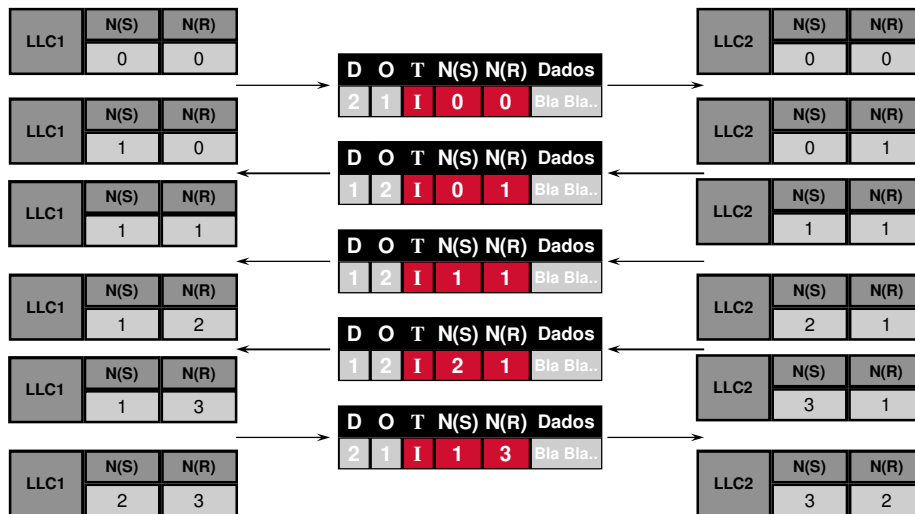 LLC1 N(S) N(R)
0 0
D O T N(S) N(R) Dados
2 1 I 0 0 Bla Bla..
LLC2 N(S) N(R)
0 0
LLC1 N(S) N(R)
1 0
D O T N(S) N(R) Dados
1 2 I 0 1 Bla Bla..
LLC2 N(S) N(R)
0 1
LLC1 N(S) N(R)
1 1
LLC2 N(S) N(R)
1 1
D O T N(S) N(R) Dados
1 2 I 1 1 Bla Bla..
LLC1 N(S) N(R)
1 2
LLC2 N(S) N(R)
2 1
D O T N(S) N(R) Dados
1 2 I 2 1 Bla Bla..
LLC1 N(S) N(R)
1 3
LLC2 N(S) N(R)
3 1
D O T N(S) N(R) Dados
2 1 I 1 3 Bla Bla..
LLC1 N(S) N(R)
2 3
LLC2 N(S) N(R)
3 2